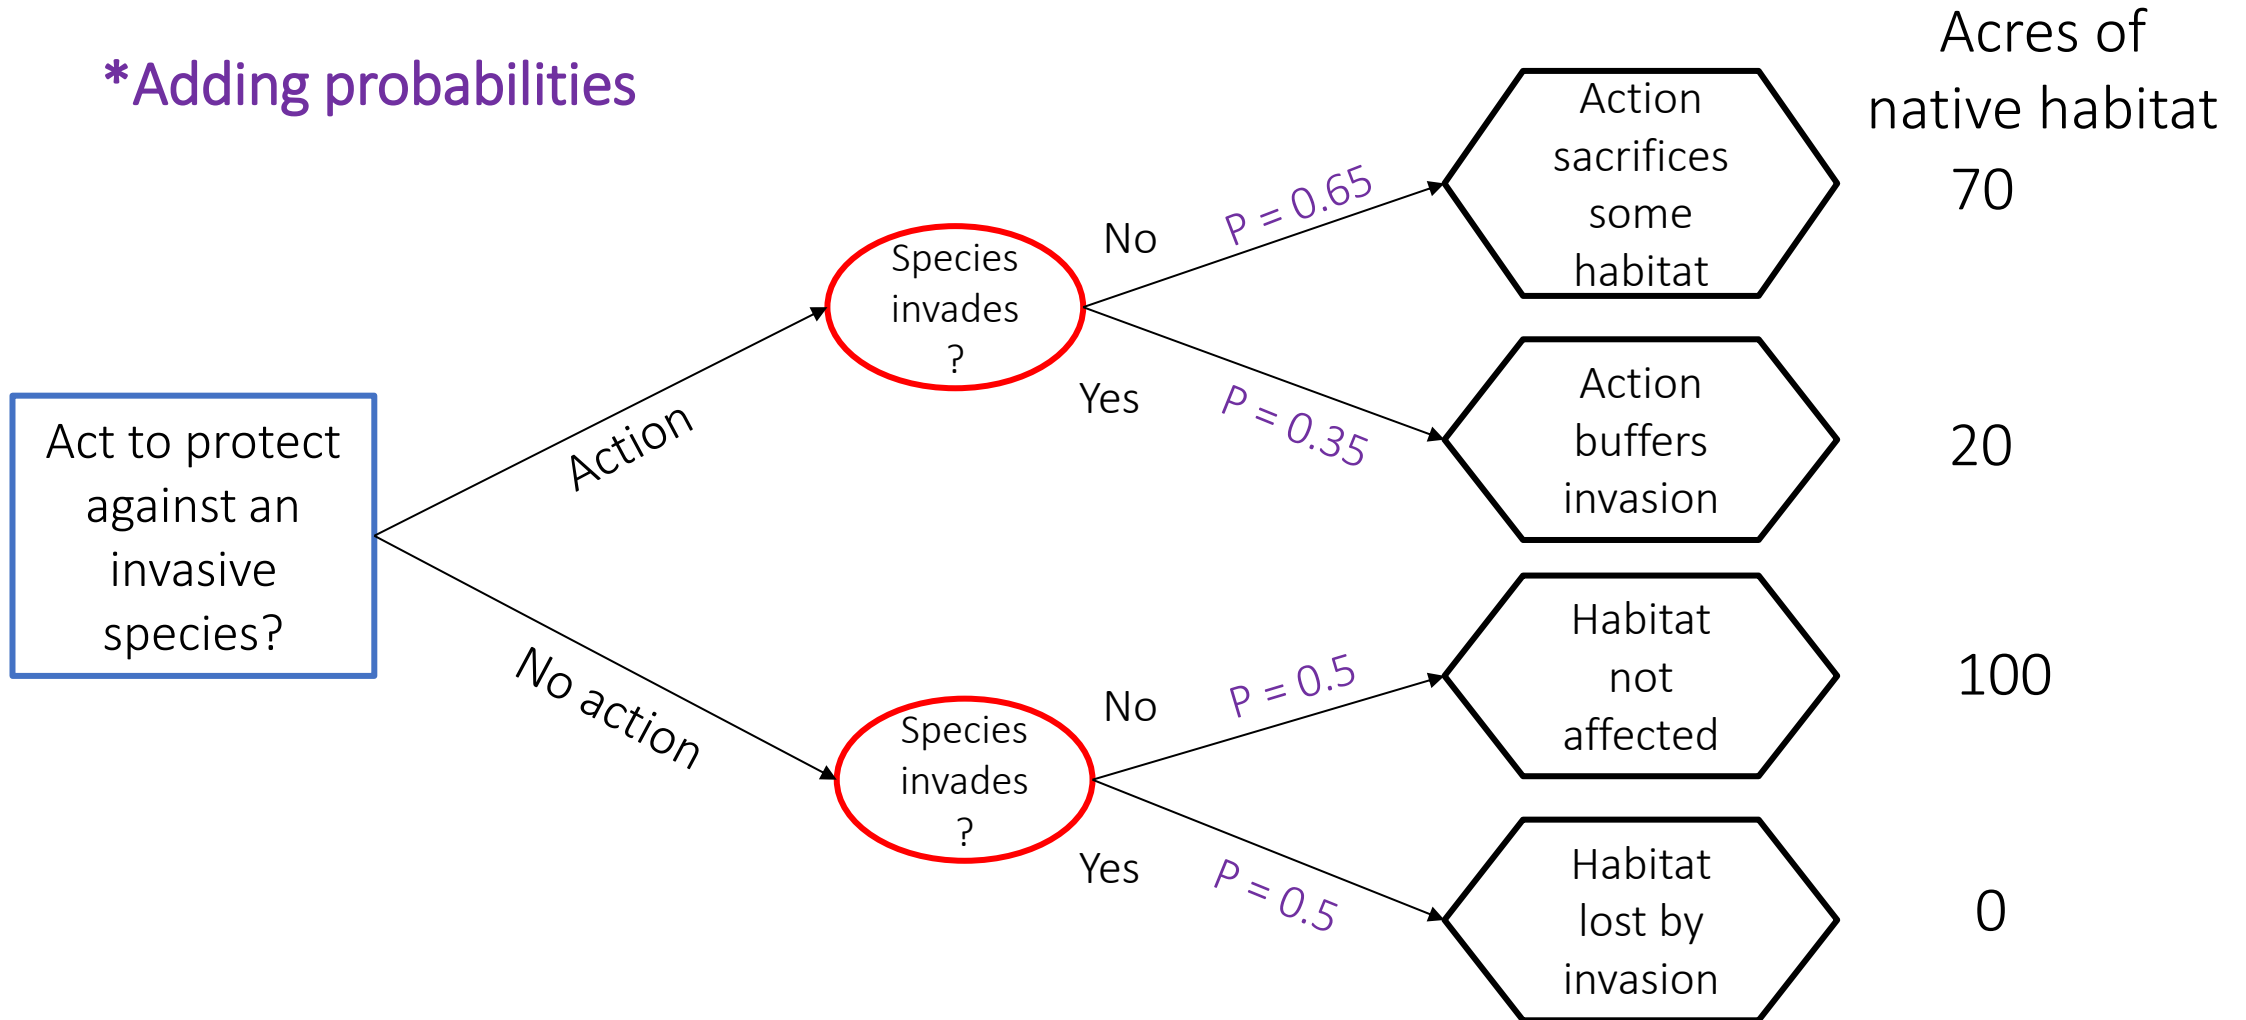 *Adding probabilities
Acres of
native habitat
Act to protect
against an
invasive
species?
Action
No action
Species
invades
?
No
P = 0.65
Yes
P = 0.35
Action
sacrifices
some
habitat
70
Action
buffers
invasion
20
Species
invades
?
No
P = 0.5
Yes
P = 0.5
Habitat
not
affected
100
Habitat
lost by
invasion
0